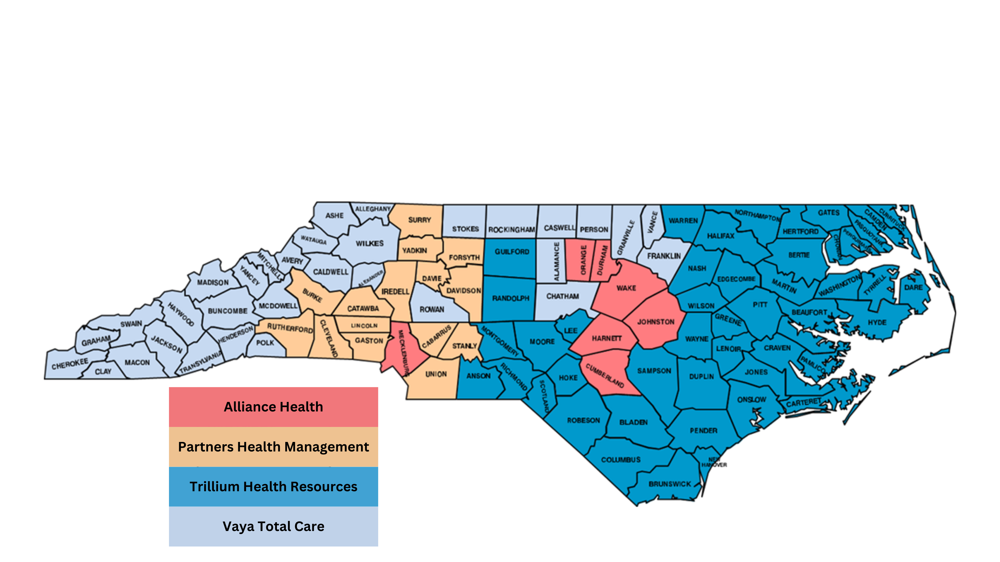 ASHE
ALLEGHANY
SURRY
STOKES
ROCKINGHAM
CASWELL
PERSON
GRANVILLE
VANCE
WARREN
NORTHAMPTON
GATES
CAMDEN
CURRITUCK
PASQUOTANK
PERQUIMANS
CHOWAN
HERTFORD
HALIFAX
WATAUGA
WILKES
YADKIN
FORSYTH
GUILFORD
ALAMANCE
ORANGE
DURHAM
FRANKLIN
NASH
BERTIE
MITCHELL
AVERY
CALDWELL
ALEXANDER
IREDELL
DAVIE
DAVIDSON
RANDOLPH
CHATHAM
WAKE
EDGECOMBE
MARTIN
WASHINGTON
TYRRELL
DARE
MADISON
YANCEY
BURKE
CATAWBA
ROWAN
WILSON
PITT
BEAUFORT
HYDE
HAYWOOD
BUNCOMBE
MCDOWELL
SWAIN
RUTHERFORD
CLEVELAND
LINCOLN
GASTON
MECKLENBURG
CABARRUS
STANLY
MONTGOMERY
MOORE
LEE
HARNETT
JOHNSTON
WAYNE
GREENE
LENOIR
CRAVEN
PAMLICO
GRAHAM
JACKSON
HENDERSON
POLK
CHEROKEE
CLAY
MACON
TRANSYLVANIA
UNION
ANSON
RICHMOND
SCOTLAND
HOKE
CUMBERLAND
SAMPSON
DUPLIN
JONES
ONSLOW
CARTERET
ROBESON
BLADEN
PENDER
COLUMBUS
NEW
HANOVER
BRUNSWICK
Alliance Health
Partners Health Management
Trillium Health Resources
Vaya Total Care